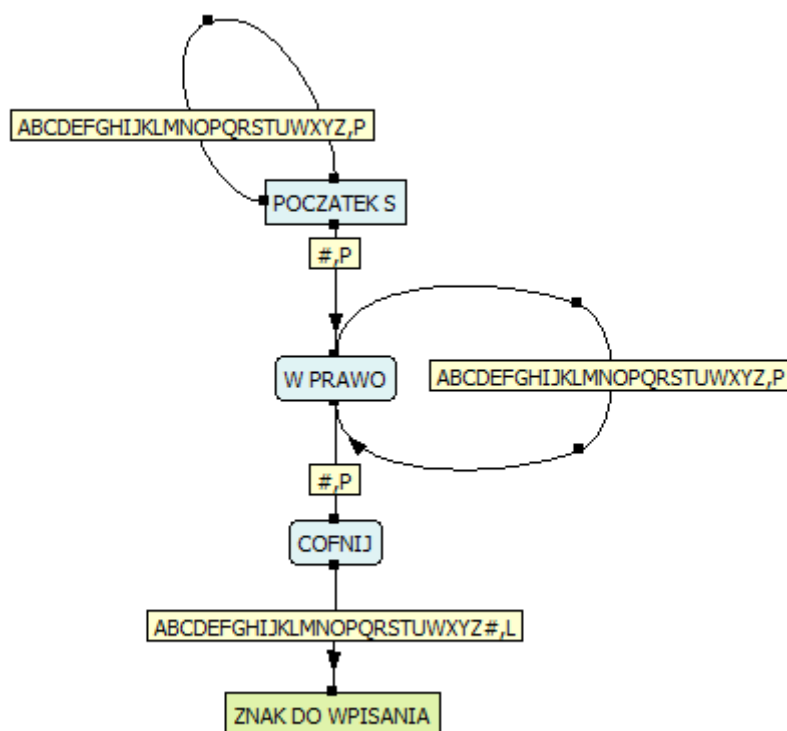 ABCDEFGHIJKLMNOPQRSTUWXYZ,P
POCZATEK S
#,P
W PRAWO
ABCDEFGHIJKLMNOPQRSTUWXYZ,P
#,P
COFNIJ
ABCDEFGHIJKLMNOPQRSTUWXYZ#,L
ZNAK DO WPISANIA